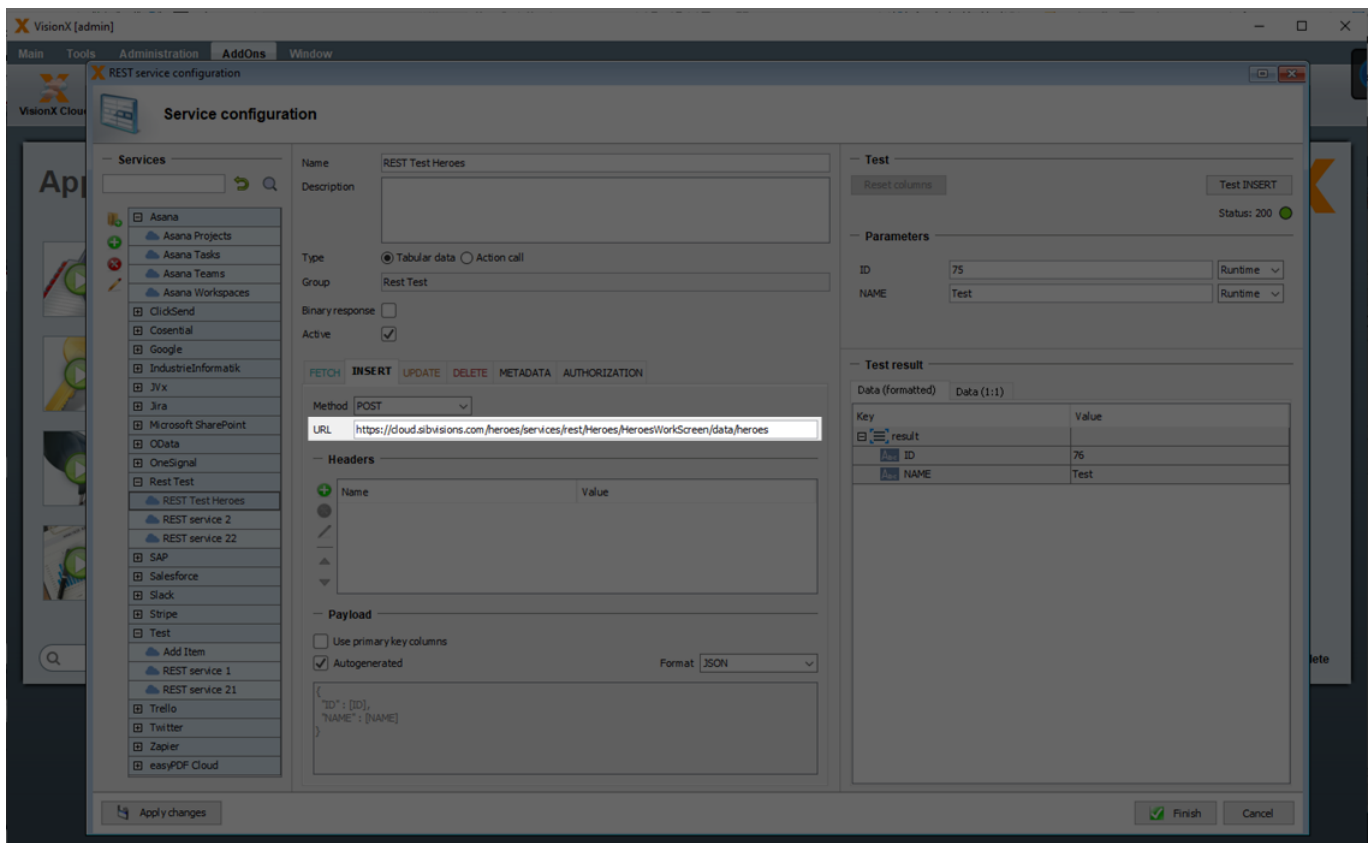 VisionX [admin]
Main Tools Administration AddOns Window
REST service configuration
VisionX Clou
Service configuration
App
Services
Asana
Asana Projects
Asana Tasks
Asana Teams
Asana Workspaces
ClickSend
Cosential
Google
IndustrieInformatik
JVx
Jira
Microsoft SharePoint
OData
OneSignal
Rest Test
REST Test Heroes
REST service 2
REST service 22
SAP
Salesforce
Slack
Stripe
Test
Add Item
REST service 1
REST service 21
Trello
Twitter
Zapier
easyPDF Cloud
Name REST Test Heroes
Description
Type Tabular data Action call
Group Rest Test
Binary response
Active
FETCH INSERT UPDATE DELETE METADATA AUTHORIZATION
Method POST
URL https://cloud.sibvisions.com/heroes/services/rest/Heroes/HeroesWorkScreen/data/heroes
Headers
Name Value
Payload
Use primary key columns
Autogenerated Format JSON
{
"ID" : [ID],
"NAME" : [NAME]
}
Test
Reset columns Test INSERT
Status: 200
Parameters
ID 75 Runtime
NAME Test Runtime
Test result
Data (formatted) Data (1:1)
Key Value
result
Abc ID 76
Abc NAME Test
lete
Apply changes Finish Cancel